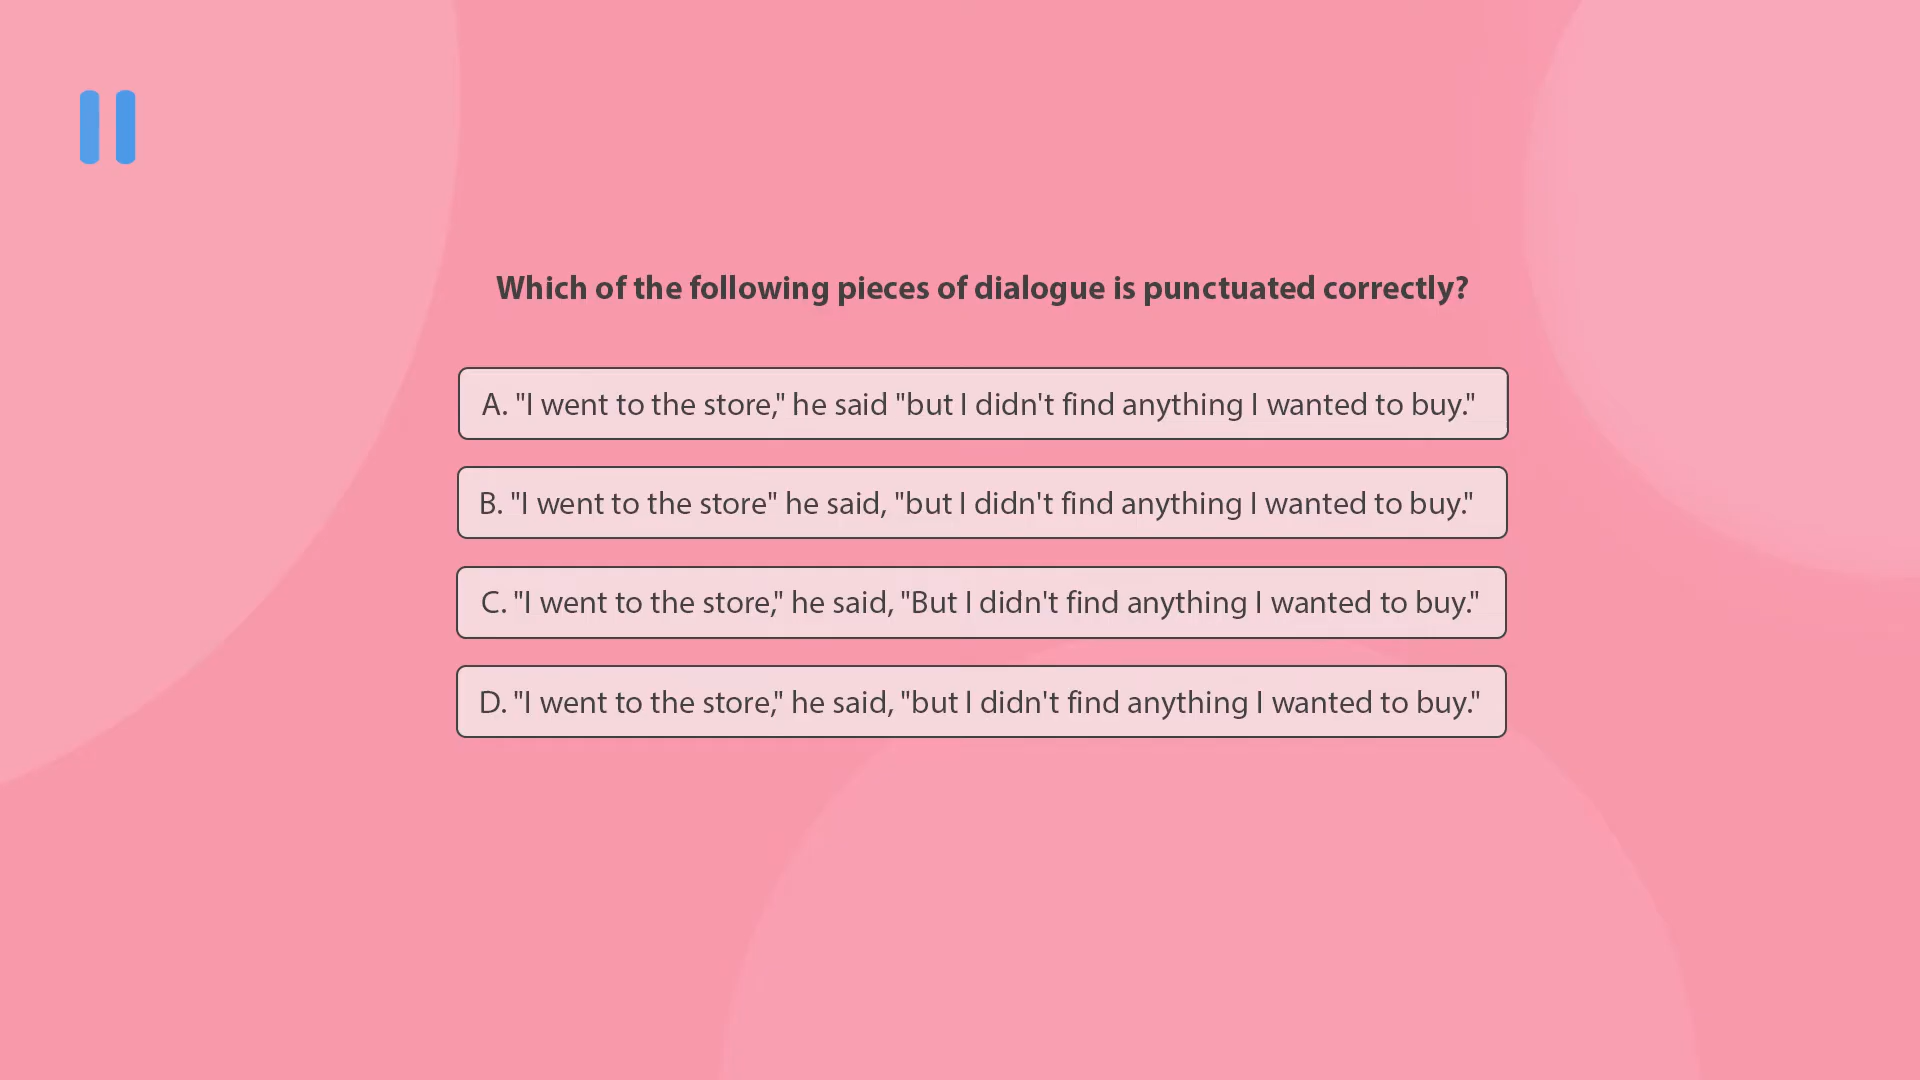 Which of the following pieces of dialogue is punctuated correctly?
A. "I went to the store," he said "but I didn't find anything I wanted to buy."
B. "I went to the store" he said, "but I didn't find anything I wanted to buy."
C. "I went to the store," he said, "But I didn't find anything I wanted to buy."
D. "I went to the store," he said, "but I didn't find anything I wanted to buy."